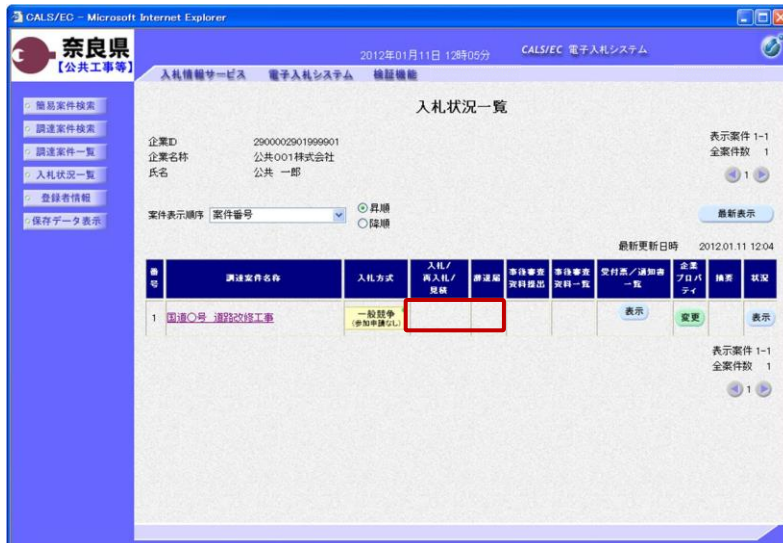 CALS/EC - Microsoft Internet Explorer
奈良県
【公共工事等】
2012年01月11日 12時05分
CALS/EC 電子入札システム
入札情報サービス 電子入札システム 検証機能
簡易案件検索
調達案件検索
調達案件一覧
入札状況一覧
登録者情報
保存データ表示
入札状況一覧
企業ID 2900002901999901
企業名称 公共001株式会社
氏名 公共 一郎
表示案件 1-1
全案件数 1
1
案件表示順序 案件番号
昇順
降順
最新表示
最新更新日時 2012.01.11 12:04
番号 調達案件名称 入札方式 入札/再入札/見積 辞退届 事後審査資料提出 事後審査資料一覧 受付票/通知書一覧 企業プロパティ 摘要 状況
1 国道〇号 道路改修工事 一般競争 (参加申請なし) 表示 変更 表示
表示案件 1-1
全案件数 1
1